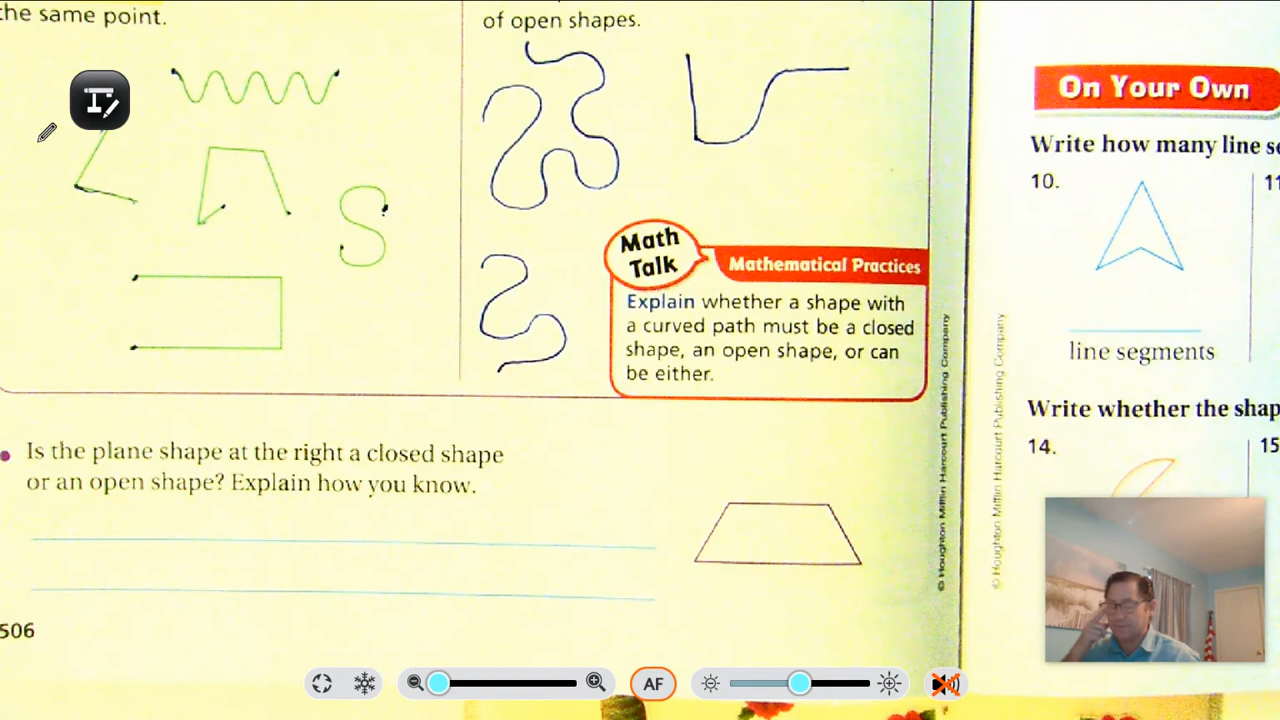 the same point.
of open shapes.
Math
Talk
Mathematical Practices
Explain whether a shape with
a curved path must be a closed
shape, an open shape, or can
be either.
Is the plane shape at the right a closed shape
or an open shape? Explain how you know.
506
© Houghton Mifflin Harcourt Publishing Company
© Houghton Mifflin Harcourt Publishing Company
On Your Own
Write how many line
10.
11
line segments
Write whether the
14.
15
AF